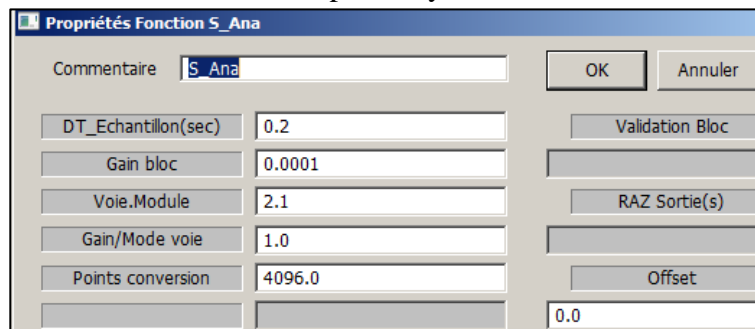 Propriétés Fonction S_Ana
Commentaire S_Ana OK Annuler
DT_Echantillon(sec) 0.2 Validation Bloc
Gain bloc 0.0001
Voie.Module 2.1 RAZ Sortie(s)
Gain/Mode voie 1.0
Points conversion 4096.0 Offset
0.0